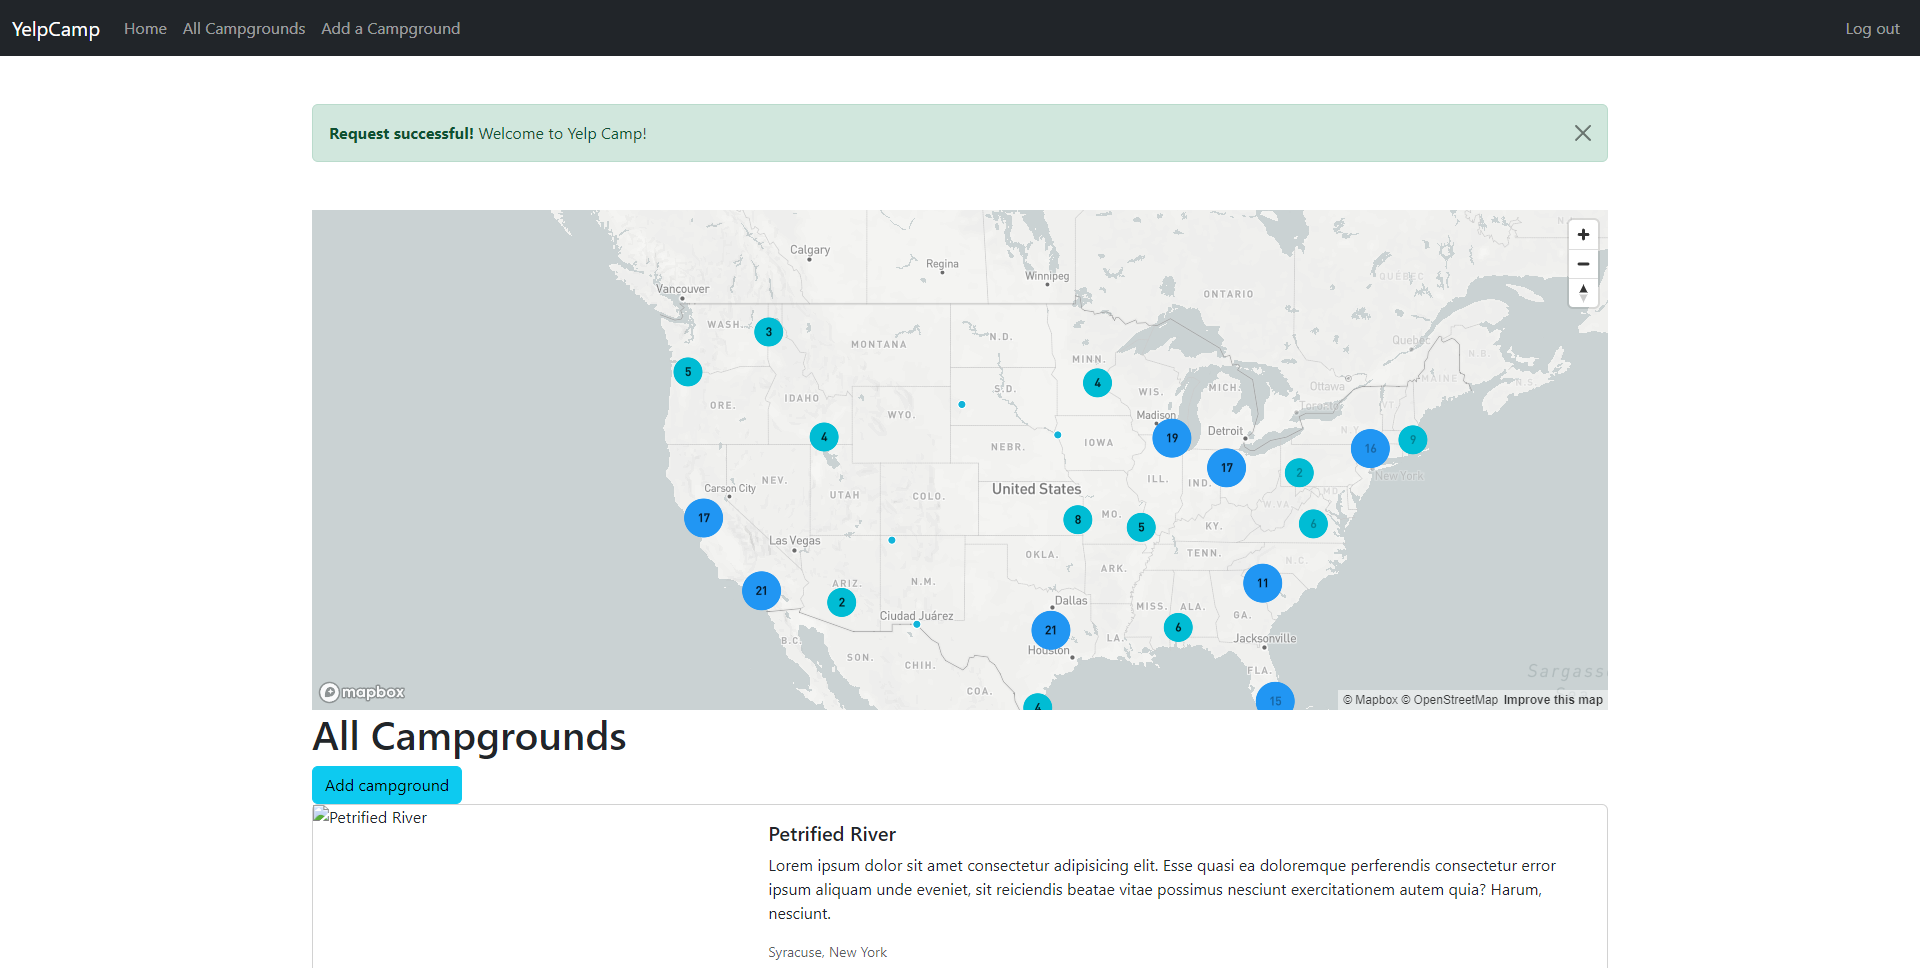 YelpCamp Home All Campgrounds Add a Campground Log out
Request successful! Welcome to Yelp Camp!
Calgary
Regina
Winnipeg
Vancouver
ONTARIO
QUÉBEC
WASH.
3
MONTANA
N.D.
Quebec
N.B.
MINN.
5
4
WIS.
MICH.
Ottawa
MAINE
N.S.
ORE.
IDAHO
WYO.
S.D.
Madison
Toronto
VT.
4
NEBR.
IOWA
19
Detroit
N.Y.
16
9
17
2
New York
Carson City
NEV.
UTAH
COLO.
United States
ILL.
IND.
MD.
17
8
MO.
5
KY.
W.VA.
6
Las Vegas
OKLA.
TENN.
N.C.
ARK.
21
ARIZ.
N.M.
11
2
Ciudad Juárez
Dallas
MISS.
ALA.
GA.
B.C.
21
LA.
6
Jacksonville
SON.
CHIH.
Houston
FLA.
Sargass
COA.
4
15
mapbox
© Mapbox © OpenStreetMap Improve this map
All Campgrounds
Add campground
Petrified River
Petrified River
Lorem ipsum dolor sit amet consectetur adipisicing elit. Esse quasi ea doloremque perferendis consectetur error
ipsum aliquam unde eveniet, sit reiciendis beatae vitae possimus nesciunt exercitationem autem quia? Harum,
nesciunt.
Syracuse, New York